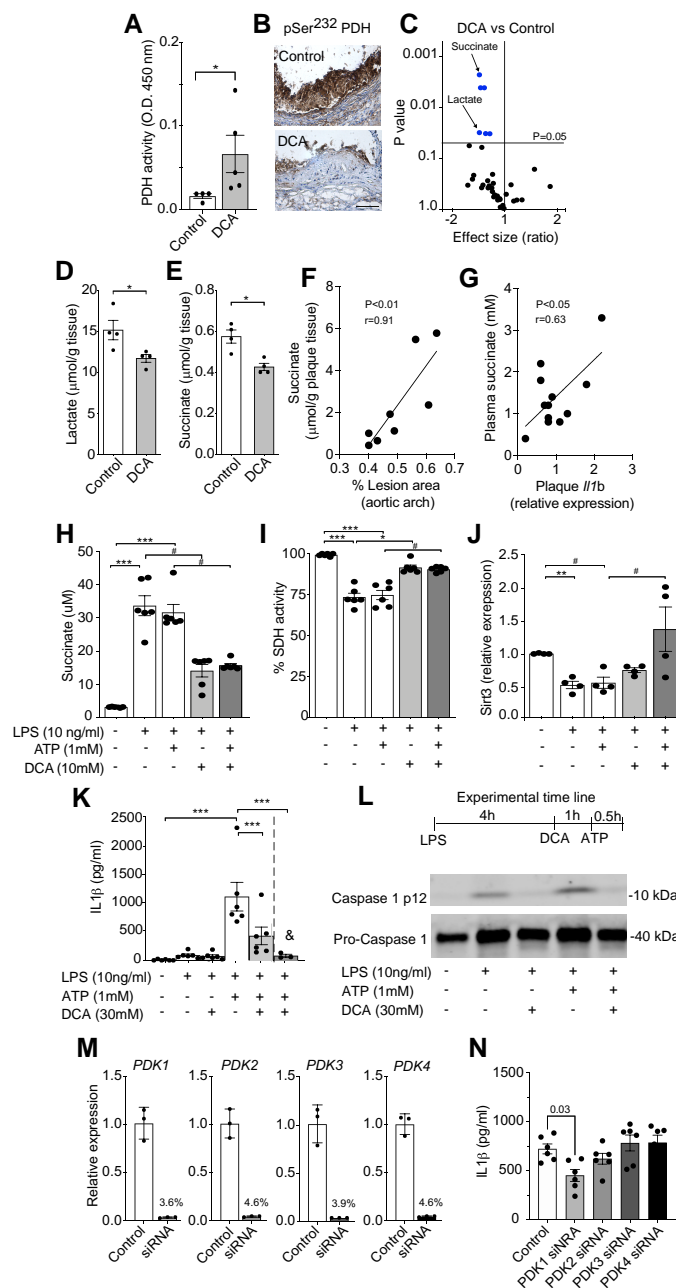 A
PDH activity (O.D. 450 nm)
0.2
0.1
0.0
*
Control
DCA
B
pSer232 PDH
Control
DCA
C
DCA vs Control
P value
0.001
0.01
0.1
1.0
Succinate
Lactate
P=0.05
-2 1 2
Effect size (ratio)
D
Lactate (μmol/g tissue)
20
15
10
5
0
*
Control
DCA
E
Succinate (μmol/g tissue)
0.8
0.6
0.4
0.2
0.0
*
Control
DCA
F
Succinate
(μmol/g plaque tissue)
8
6
4
2
0
P<0.01
r=0.91
0.3 0.4 0.5 0.6 0.7
% Lesion area
(aortic arch)
G
Plasma succinate (mM)
4
3
2
1
0
P<0.05
r=0.63
0 1 2 3
Plaque Il1b
(relative expression)
H
Succinate (uM)
50
40
30
20
10
0
*** *** # #
LPS (10 ng/ml) - + + + +
ATP (1mM) - - + - +
DCA (10mM) - - - + +
I
% SDH activity
100
75
50
25
0
*** *** * #
- + + + +
- - + - +
- - - + +
J
Sirt3 (relative exrepssion)
2.5
2.0
1.5
1.0
0.5
0.0
** # #
- + + + +
- - + - +
- - - + +
K
IL1β (pg/ml)
2500
2000
1500
1000
500
0
*** *** ***
&
LPS (10ng/ml) - + + + + +
ATP (1mM) - - - + + +
DCA (30mM) - - + - + +
L
Experimental time line
4h 1h 0.5h
LPS DCA ATP
Caspase 1 p12 -10 kDa
Pro-Caspase 1 -40 kDa
LPS (10ng/ml) - + + + +
ATP (1mM) - - - + +
DCA (30mM) - - + - +
M
Relative expression
PDK1
1.5
1.0
0.5
0.0
3.6%
Control
siRNA
PDK2
1.5
1.0
0.5
0.0
4.6%
Control
siRNA
PDK3
1.5
1.0
0.5
0.0
3.9%
Control
siRNA
PDK4
1.5
1.0
0.5
0.0
4.6%
Control
siRNA
N
IL1β (pg/ml)
1500
1000
500
0
0.03
Control
PDK1 siNRA
PDK2 siRNA
PDK3 siRNA
PDK4 siRNA